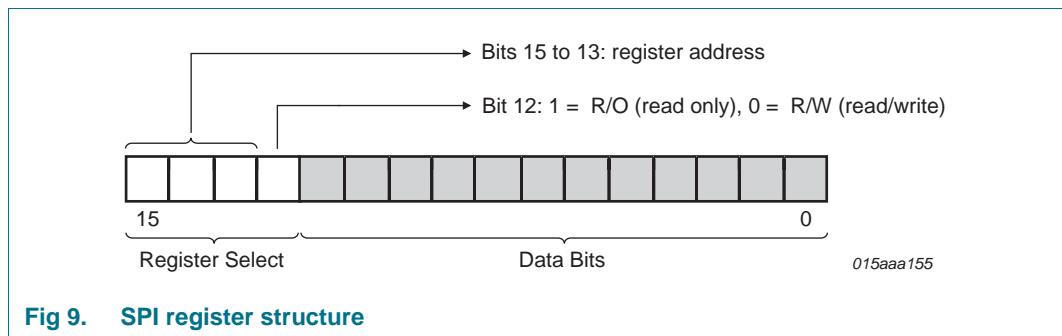 Bits 15 to 13: register address
Bit 12: 1 = R/O (read only), 0 = R/W (read/write)
15
0
Register Select
Data Bits
015aaa155
Fig 9. SPI register structure